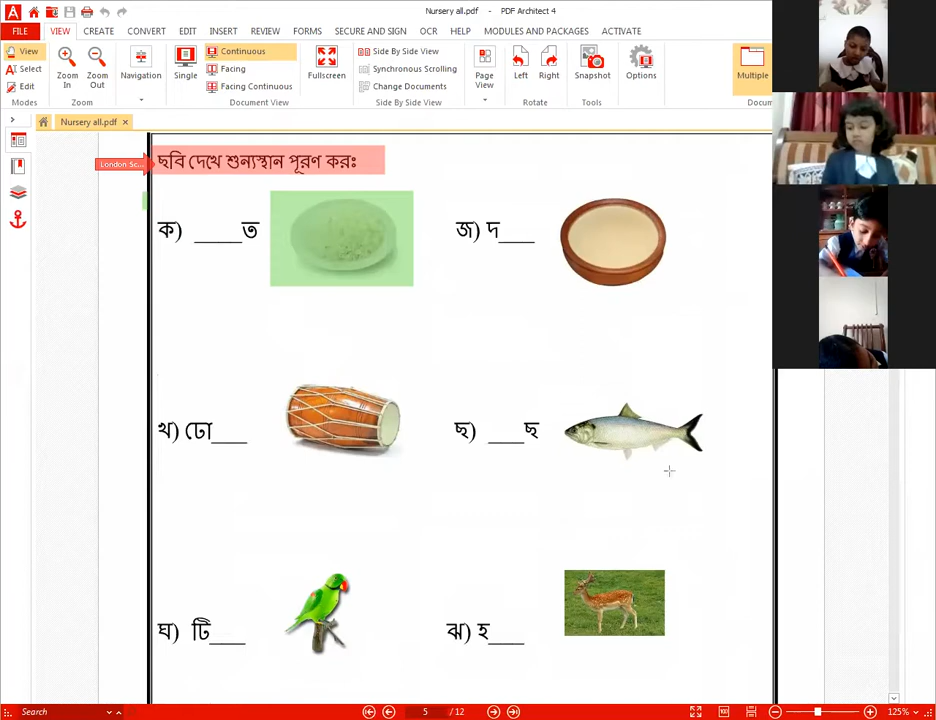 Nursery all.pdf - PDF Architect 4
FILE VIEW CREATE CONVERT EDIT INSERT REVIEW FORMS SECURE AND SIGN OCR HELP MODULES AND PACKAGES ACTIVATE
View
Select
Edit
Modes
Zoom In
Zoom Out
Zoom
Navigation
Single
Continuous
Facing
Facing Continuous
Document View
Fullscreen
Side By Side View
Synchronous Scrolling
Change Documents
Side By Side View
Page View
Left
Right
Rotate
Snapshot
Tools
Options
Multiple
Docum
Nursery all.pdf ×
London Sc...
ছবি দেখে শুন্যস্থান পূরণ করঃ
ক) ____ত
জ) দ___
খ) ঢো___
ছ) ___ছ
ঘ) টি___
ঝ) হ___
Search
5 / 12
125%